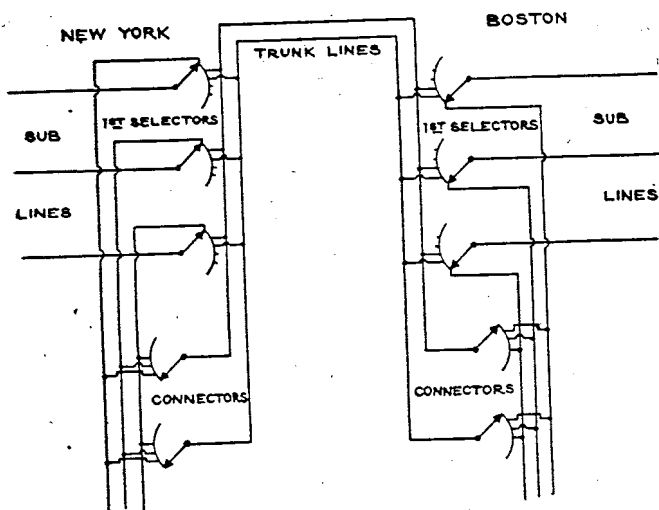 NEW YORK
BOSTON
TRUNK LINES
1ST SELECTORS
1ST SELECTORS
SUB
SUB
LINES
LINES
CONNECTORS
CONNECTORS